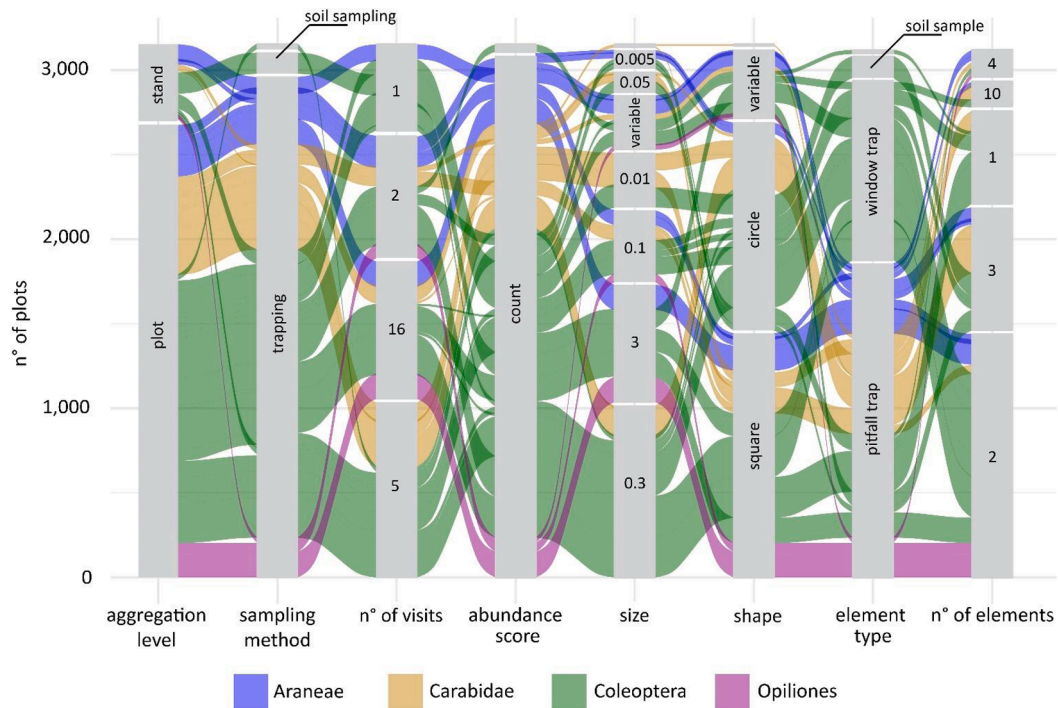 soil sampling
soil sample
3,000
2,000
1,000
0
n° of plots
stand
plot
trapping
1
2
16
5
count
0.005
0.05
variable
0.01
0.1
3
0.3
variable
circle
square
window trap
pitfall trap
4
10
1
3
2
aggregation
level
sampling
method
n° of visits
abundance
score
size
shape
element
type
n° of elements
Araneae
Carabidae
Coleoptera
Opiliones